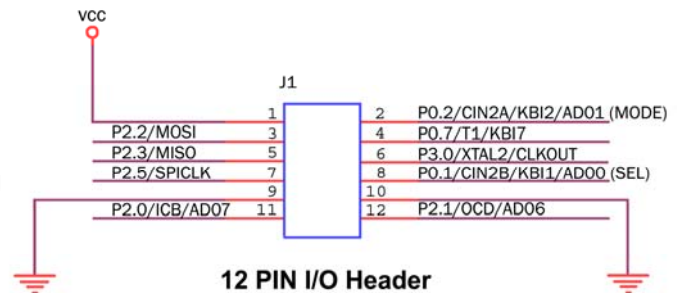 VCC
J1
1 2 P0.2/CIN2A/KBI2/AD01 (MODE)
P2.2/MOSI 3 4 P0.7/T1/KBI7
P2.3/MISO 5 6 P3.0/XTAL2/CLKOUT
P2.5/SPICLK 7 8 P0.1/CIN2B/KBI1/AD00 (SEL)
9 10
P2.0/ICB/AD07 11 12 P2.1/OCD/AD06
12 PIN I/O Header